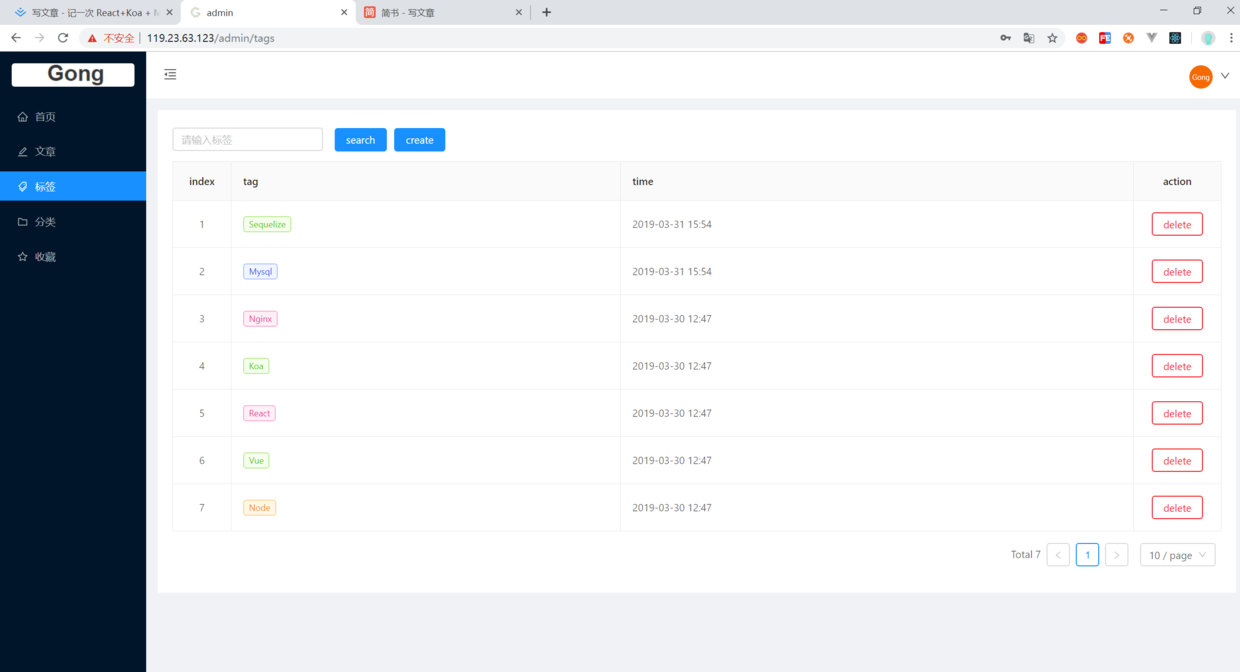 写文章 - 记一次 React+Koa +
admin
简书 - 写文章
不安全 119.23.63.123/admin/tags
Gong
Gong
首页
文章
标签
分类
收藏
请输入标签 search create
index tag time action
1 Sequelize 2019-03-31 15:54 delete
2 Mysql 2019-03-31 15:54 delete
3 Nginx 2019-03-30 12:47 delete
4 Koa 2019-03-30 12:47 delete
5 React 2019-03-30 12:47 delete
6 Vue 2019-03-30 12:47 delete
7 Node 2019-03-30 12:47 delete
Total 7 < 1 > 10 / page